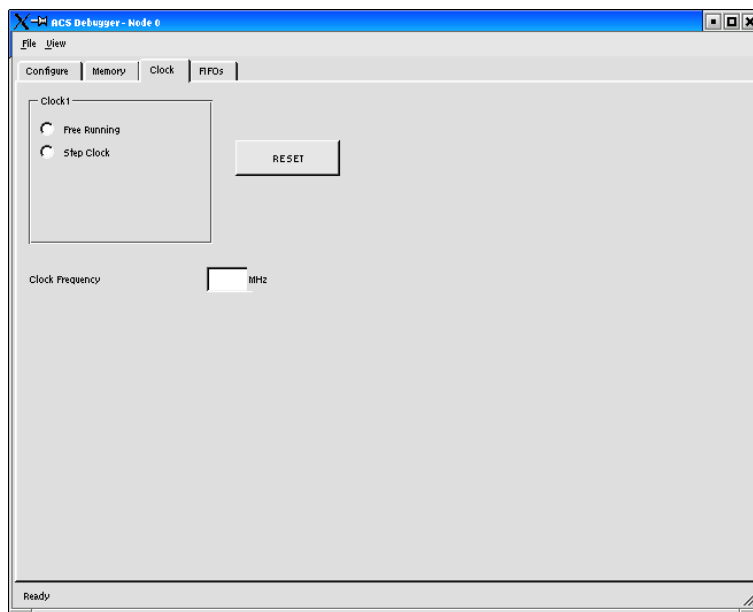 ACS Debugger - Node 0
File View
Configure Memory Clock FIFOs
Clock1
Free Running
Step Clock
RESET
Clock Frequency MHz
Ready